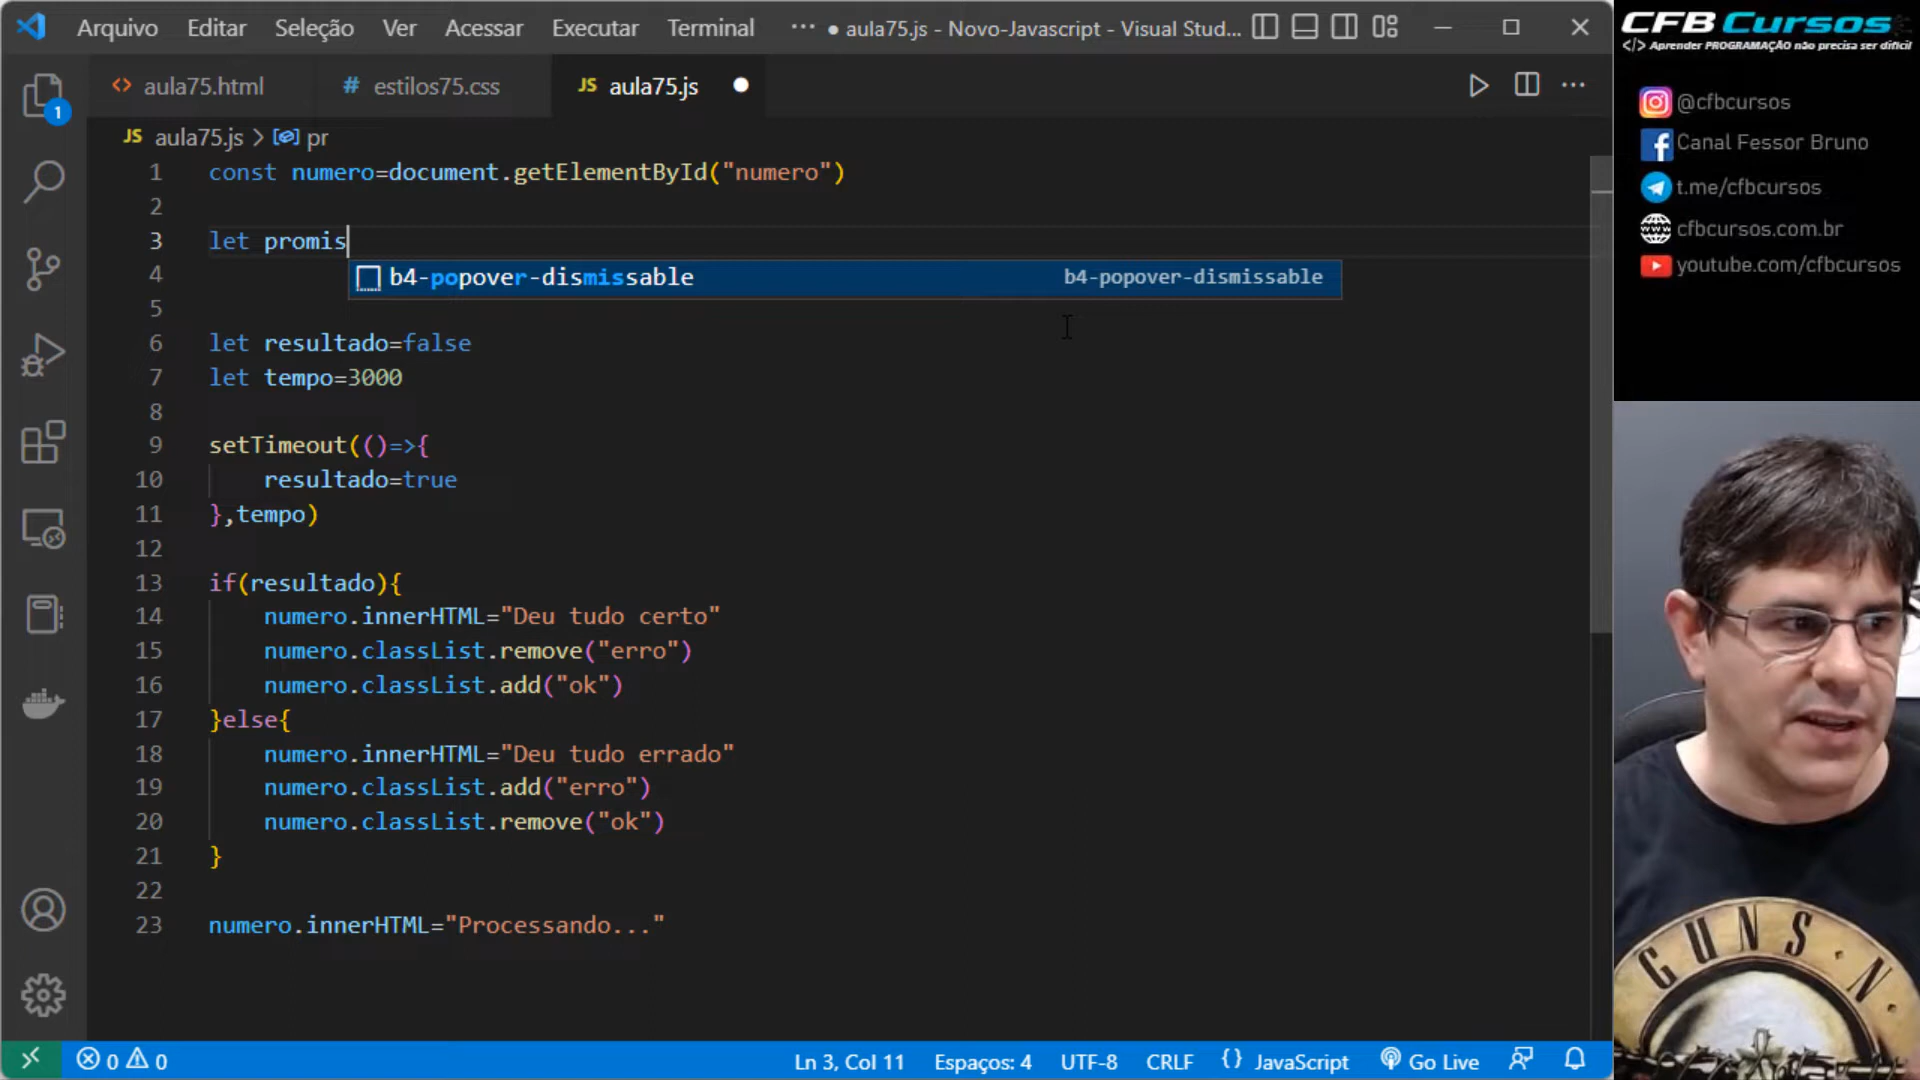 Arquivo Editar Seleção Ver Acessar Executar Terminal ··· ● aula75.js - Novo-Javascript - Visual Stud...
aula75.html
# estilos75.css
JS aula75.js ●
JS aula75.js > pr
1 const numero=document.getElementById("numero")
2
3 let promis
b4-popover-dismissable b4-popover-dismissable
4
5
6 let resultado=false
7 let tempo=3000
8
9 setTimeout(()=>{
10 resultado=true
11 },tempo)
12
13 if(resultado){
14 numero.innerHTML="Deu tudo certo"
15 numero.classList.remove("erro")
16 numero.classList.add("ok")
17 }else{
18 numero.innerHTML="Deu tudo errado"
19 numero.classList.add("erro")
20 numero.classList.remove("ok")
21 }
22
23 numero.innerHTML="Processando..."
1
0 0 Ln 3, Col 11 Espaços: 4 UTF-8 CRLF {} JavaScript Go Live
CFB Cursos
</> Aprender PROGRAMAÇÃO não precisa ser difícil
@cfbcursos
Canal Fessor Bruno
t.me/cfbcursos
cfbcursos.com.br
youtube.com/cfbcursos
GUNS N